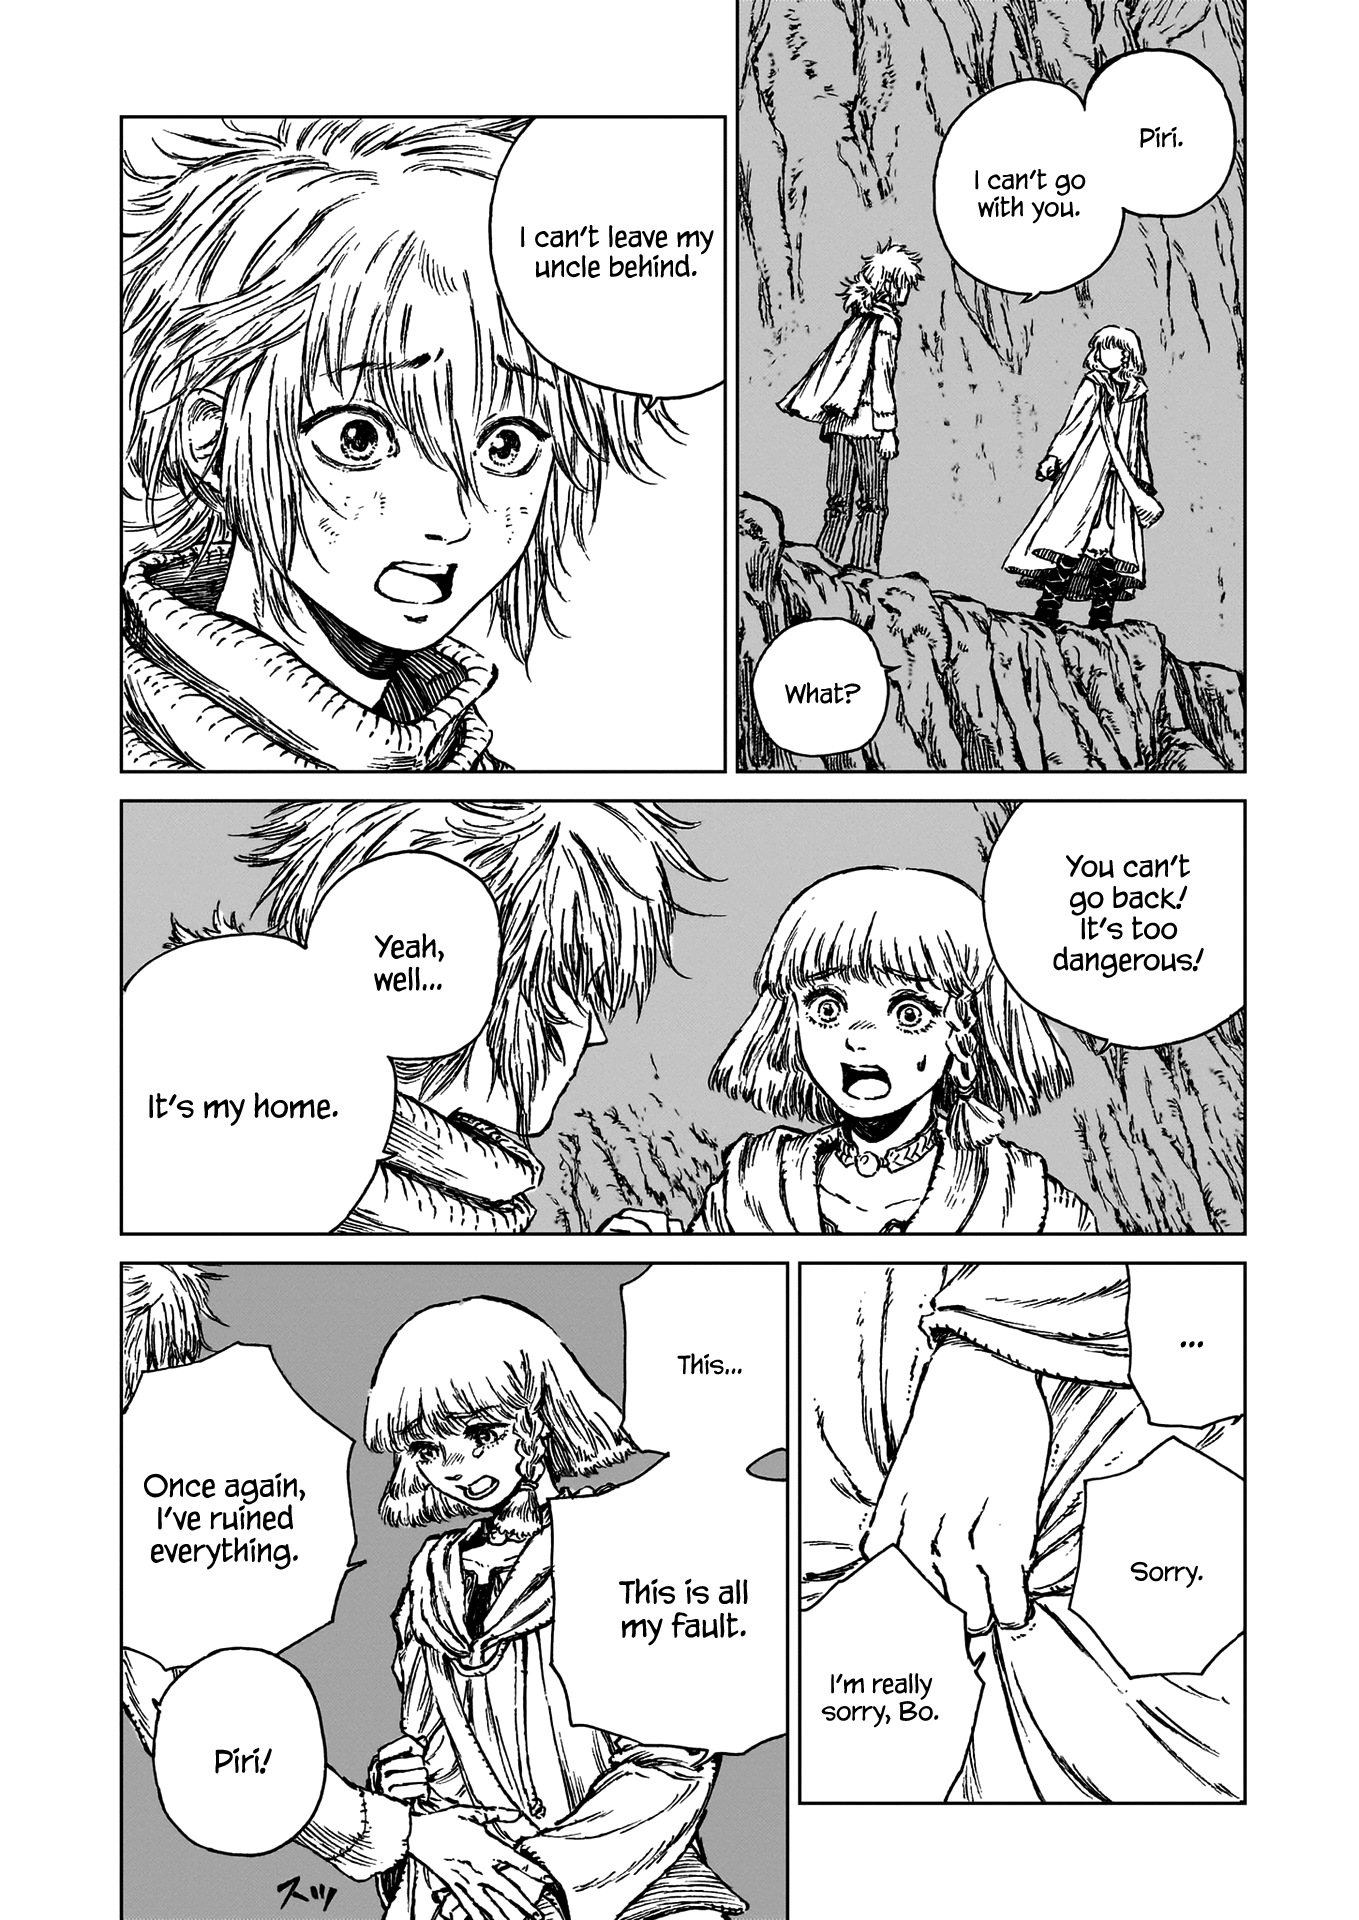 Piri.
I can't go
with you.
What?
I can't leave my
uncle behind.
You can't
go back!
It's too
dangerous!
Yeah,
well...
It's my home.
...
Sorry.
I'm really
sorry, Bo.
This...
This is all
my fault.
Once again,
I've ruined
everything.
Piri!
スッ